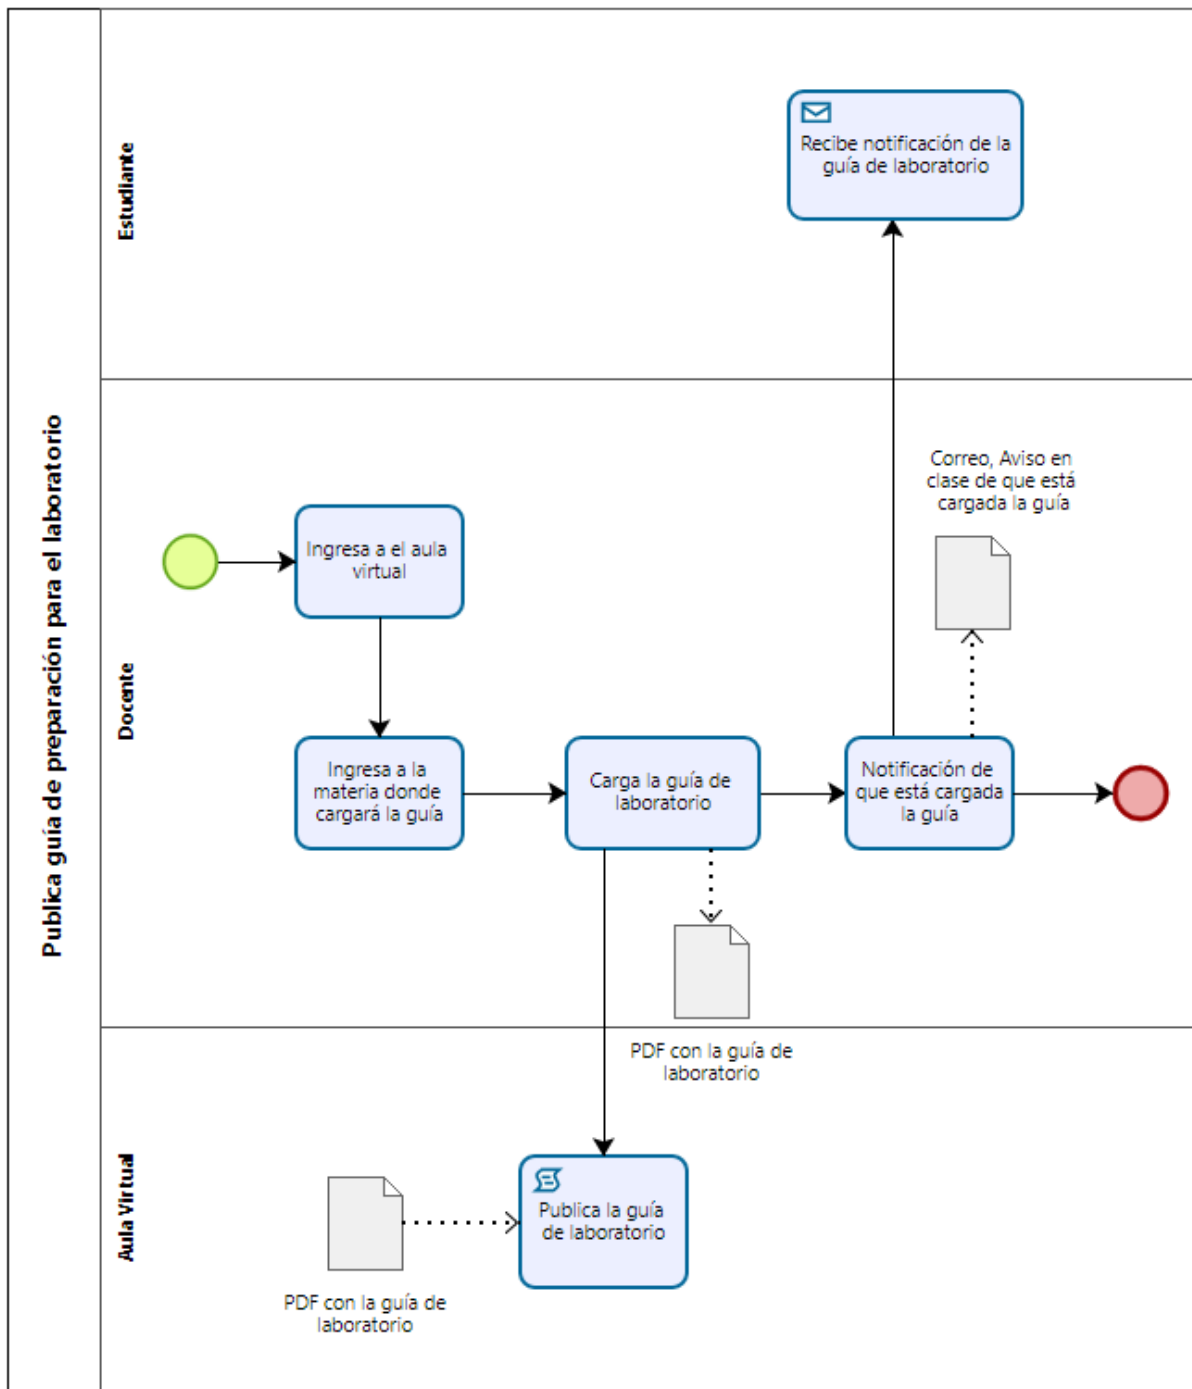 Publica guía de preparación para el laboratorio
Estudiante
Recibe notificación de la
guía de laboratorio
Docente
Correo, Aviso en
clase de que está
cargada la guía
Ingresa a el aula
virtual
Ingresa a la
materia donde
cargará la guía
Carga la guía de
laboratorio
Notificación de
que está cargada
la guía
PDF con la guía de
laboratorio
Aula Virtual
Publica la guía
de laboratorio
PDF con la guía de
laboratorio